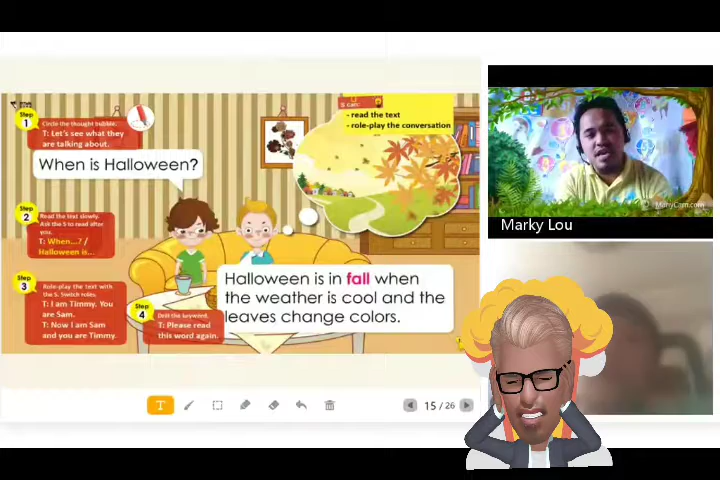 Step
1
Circle the thought bubble.
T: Let's see what they
are talking about.
When is Halloween?
- read the text
- role-play the conversation
Step
2
Read the text slowly.
Ask the S to read after
you.
T: When...? /
Halloween is...
Step
3
Role-play the text with
the S. Switch roles.
T: I am Timmy. You
are Sam.
T: Now I am Sam
and you are Timmy.
Step
4
Drill the keyword.
T: Please read
this word again.
Halloween is in fall when
the weather is cool and the
leaves change colors.
T
15 / 26
ManyCam.com
Marky Lou